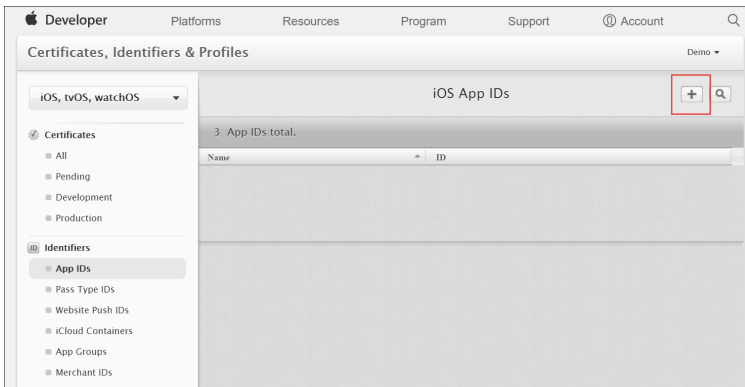 Developer Platforms Resources Program Support Account
Certificates, Identifiers & Profiles Demo
iOS, tvOS, watchOS
iOS App IDs
Certificates
3 App IDs total.
All
Name ID
Pending
Development
Production
ID Identifiers
App IDs
Pass Type IDs
Website Push IDs
iCloud Containers
App Groups
Merchant IDs